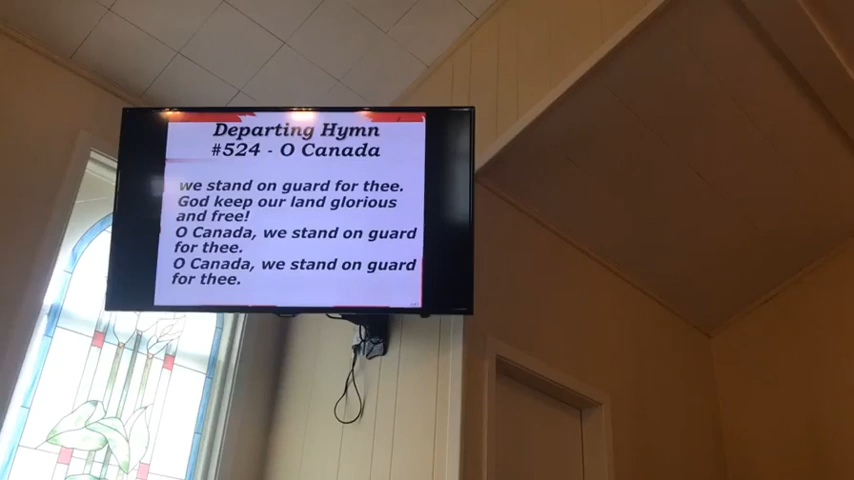 Departing Hymn
#524 - O Canada
we stand on guard for thee.
God keep our land glorious
and free!
O Canada, we stand on guard
for thee.
O Canada, we stand on guard
for thee.